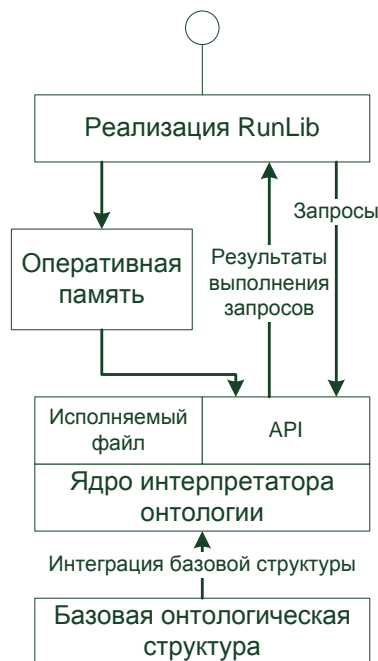 Реализация RunLib
Запросы
Оперативная
память
Результаты
выполнения
запросов
Исполняемый
файл
API
Ядро интерпретатора
онтологии
Интеграция базовой структуры
Базовая онтологическая
структура